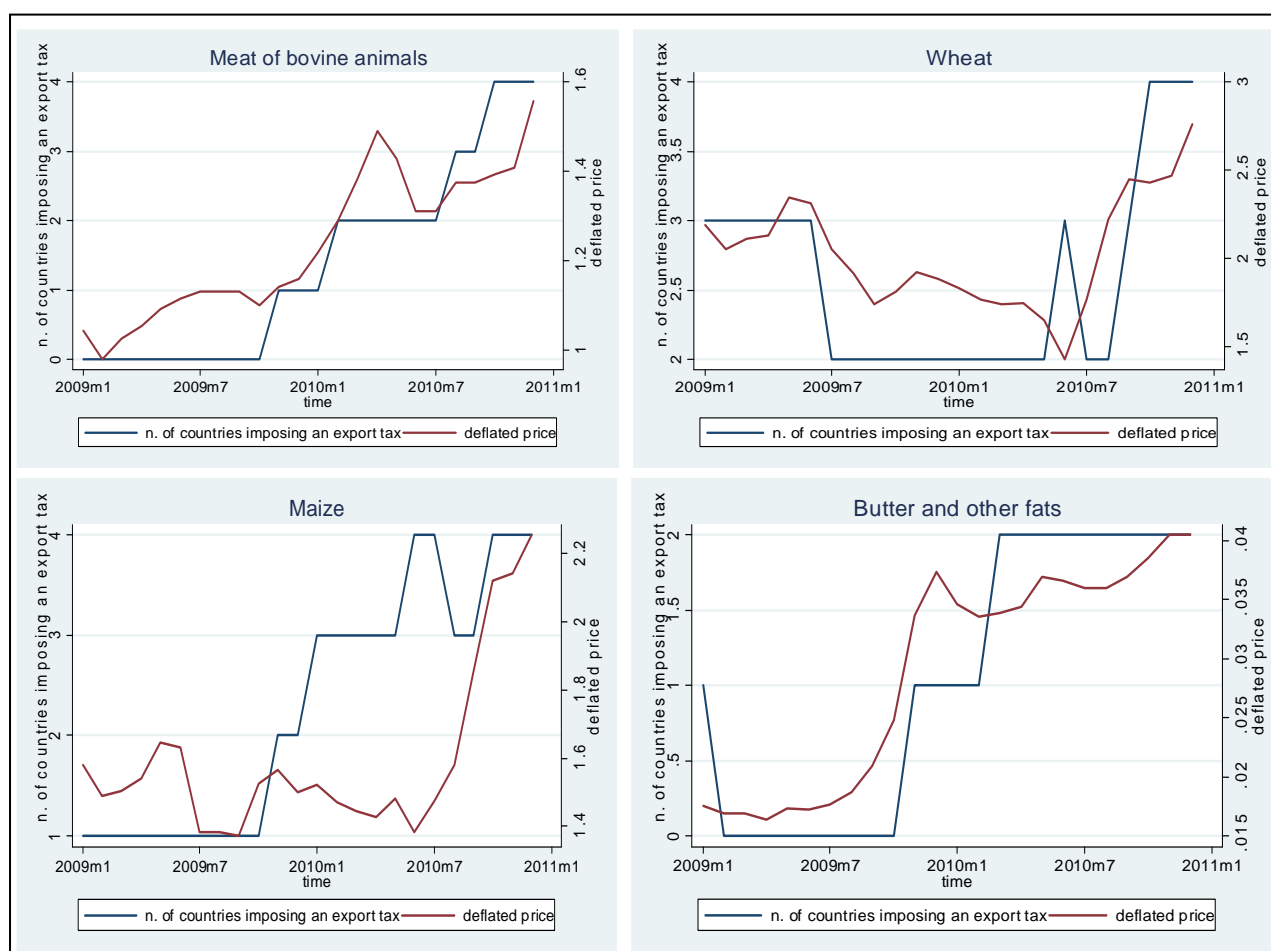 Meat of bovine animals
n. of countries imposing an export tax
0 1 2 3 4
deflated price
1 1.2 1.4 1.6
2009m1 2009m7 2010m1 2010m7 2011m1
time
n. of countries imposing an export tax deflated price
Wheat
n. of countries imposing an export tax
2 2.5 3 3.5 4
deflated price
1.5 2 2.5 3
2009m1 2009m7 2010m1 2010m7 2011m1
time
n. of countries imposing an export tax deflated price
Maize
n. of countries imposing an export tax
1 2 3 4
deflated price
1.4 1.6 1.8 2 2.2
2009m1 2009m7 2010m1 2010m7 2011m1
time
n. of countries imposing an export tax deflated price
Butter and other fats
n. of countries imposing an export tax
0 .5 1 1.5 2
deflated price
.015 .02 .025 .03 .035 .04
2009m1 2009m7 2010m1 2010m7 2011m1
time
n. of countries imposing an export tax deflated price